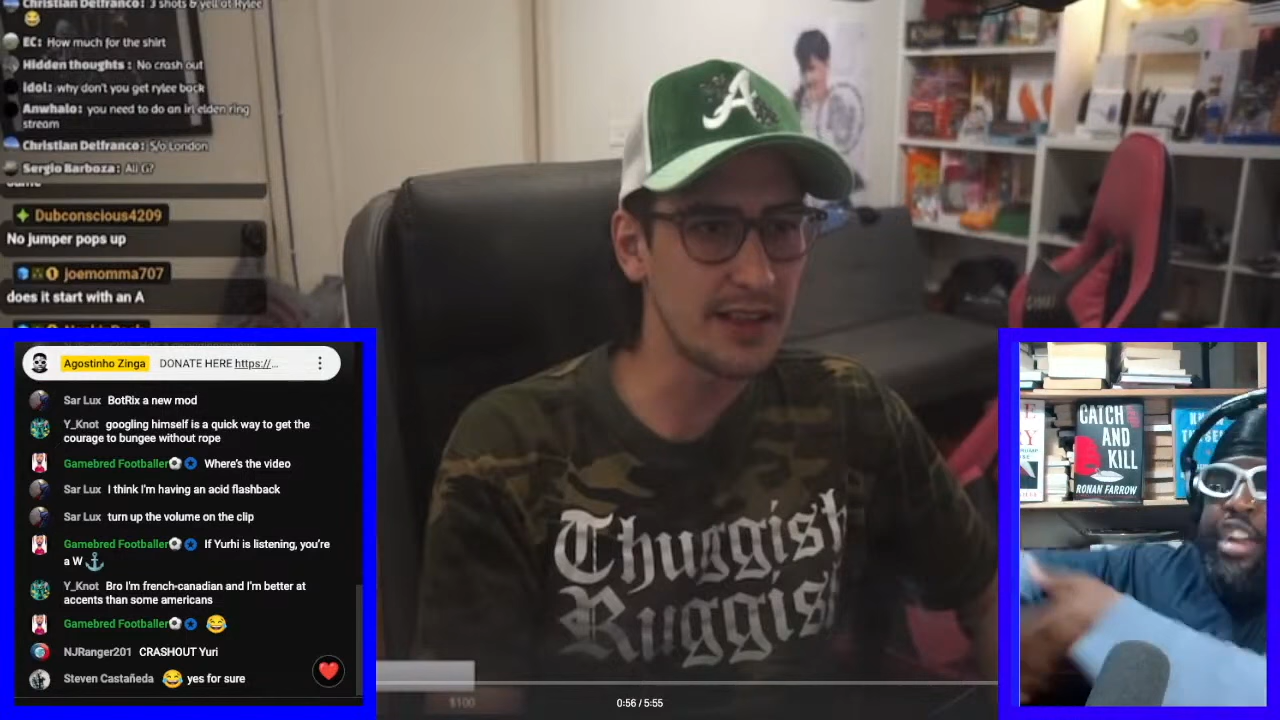 Christian Delfranco: 3 shots & yell at Rylee
😂
EC: How much for the shirt
Hidden thoughts : No crash out
Idol: why don't you get rylee back
Anwhalo: you need to do an irl elden ring
stream
Christian Delfranco: S/o London
Sergio Barboza: All G?
Dubconscious4209
No jumper pops up
joemomma707
does it start with an A
A
Thuggish
Ruggish
Agostinho Zinga DONATE HERE https://...
Sar Lux BotRix a new mod
Y_Knot googling himself is a quick way to get the
courage to bungee without rope
Gamebred Footballer⚽ Where's the video
Sar Lux I think I'm having an acid flashback
Sar Lux turn up the volume on the clip
Gamebred Footballer⚽ If Yurhi is listening, you're
a W ⚓
Y_Knot Bro I'm french-canadian and I'm better at
accents than some americans
Gamebred Footballer⚽ 😂
NJRanger201 CRASHOUT Yuri
Steven Castañeda 😂 yes for sure
$100
0:56 / 5:55
CATCH
AND
KILL
RONAN FARROW